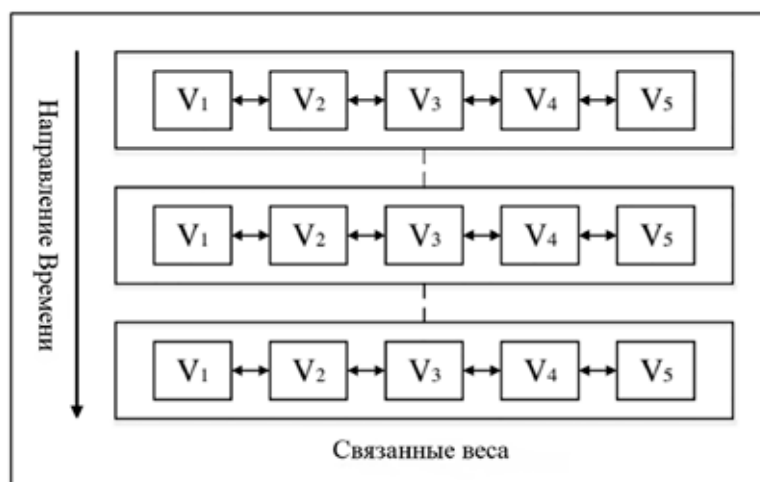 Направление Времени
V1 V2 V3 V4 V5
V1 V2 V3 V4 V5
V1 V2 V3 V4 V5
Связанные веса